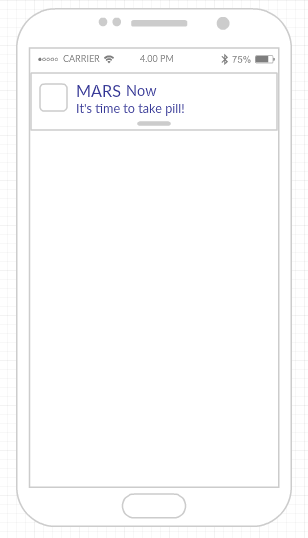 CARRIER 4.00 PM 75%
MARS Now
It's time to take pill!